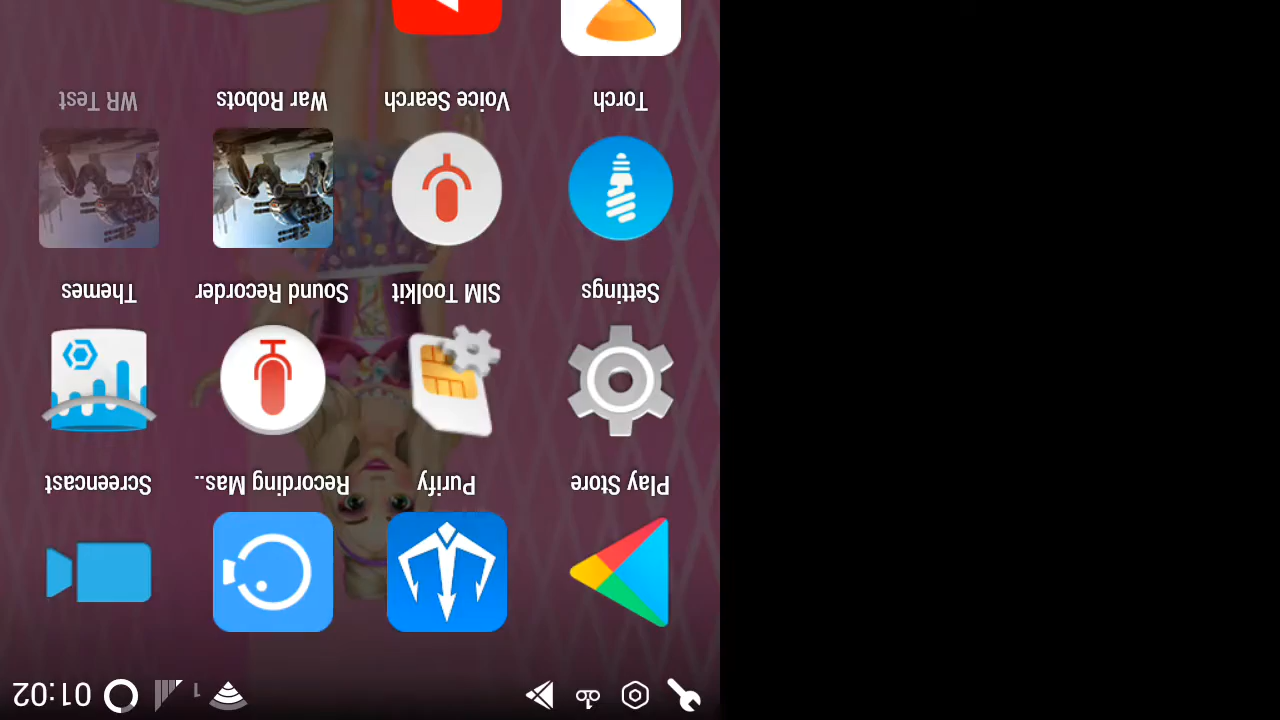 1 01:02
Play Store Purify Recording Mas.. Screencast
Settings SIM Toolkit Sound Recorder Themes
Torch Voice Search War Robots WR Test